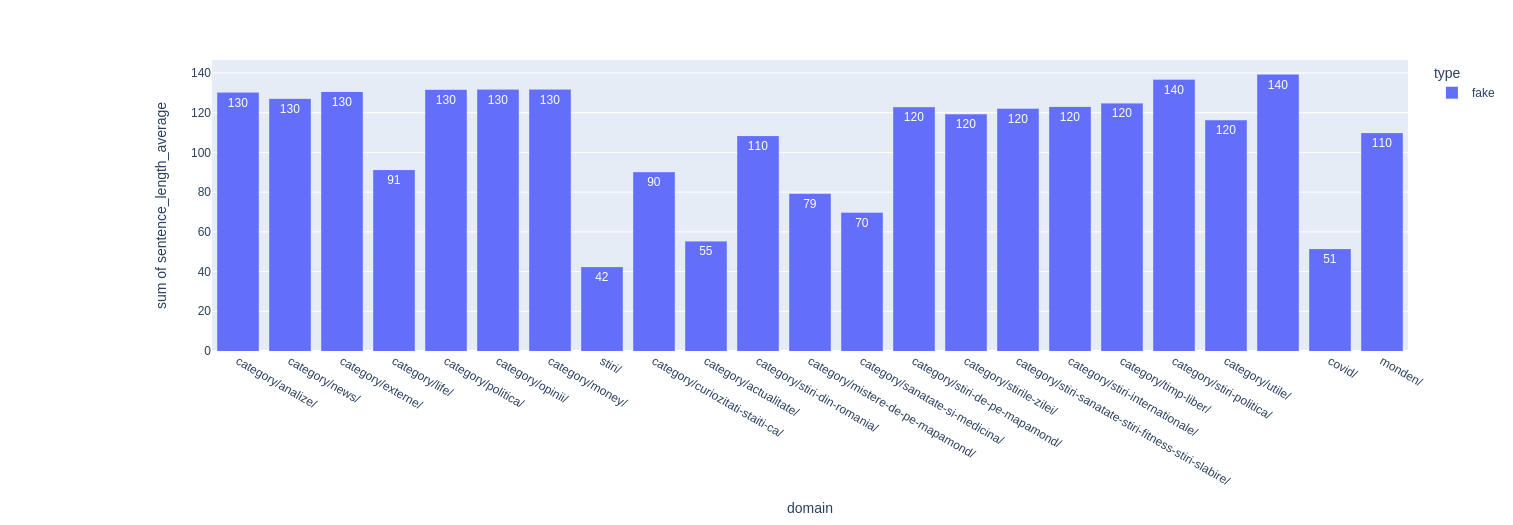 type
fake
sum of sentence_length_average
140
120
100
80
60
40
20
0
130
130
130
91
130
130
130
42
90
55
110
79
70
120
120
120
120
120
140
120
140
51
110
category/analize/
category/news/
category/externe/
category/life/
category/politica/
category/opinii/
category/money/
stiri/
category/curiozitati-staiti-ca/
category/actualitate/
category/stiri-din-romania/
category/mistere-de-pe-mapamond/
category/sanatate-si-medicina/
category/stiri-de-pe-mapamond/
category/stirile-zilei/
category/stiri-sanatate-stiri-fitness-stiri-slabire/
category/stiri-internationale/
category/timp-liber/
category/stiri-politica/
category/utile/
covid/
monden/
domain